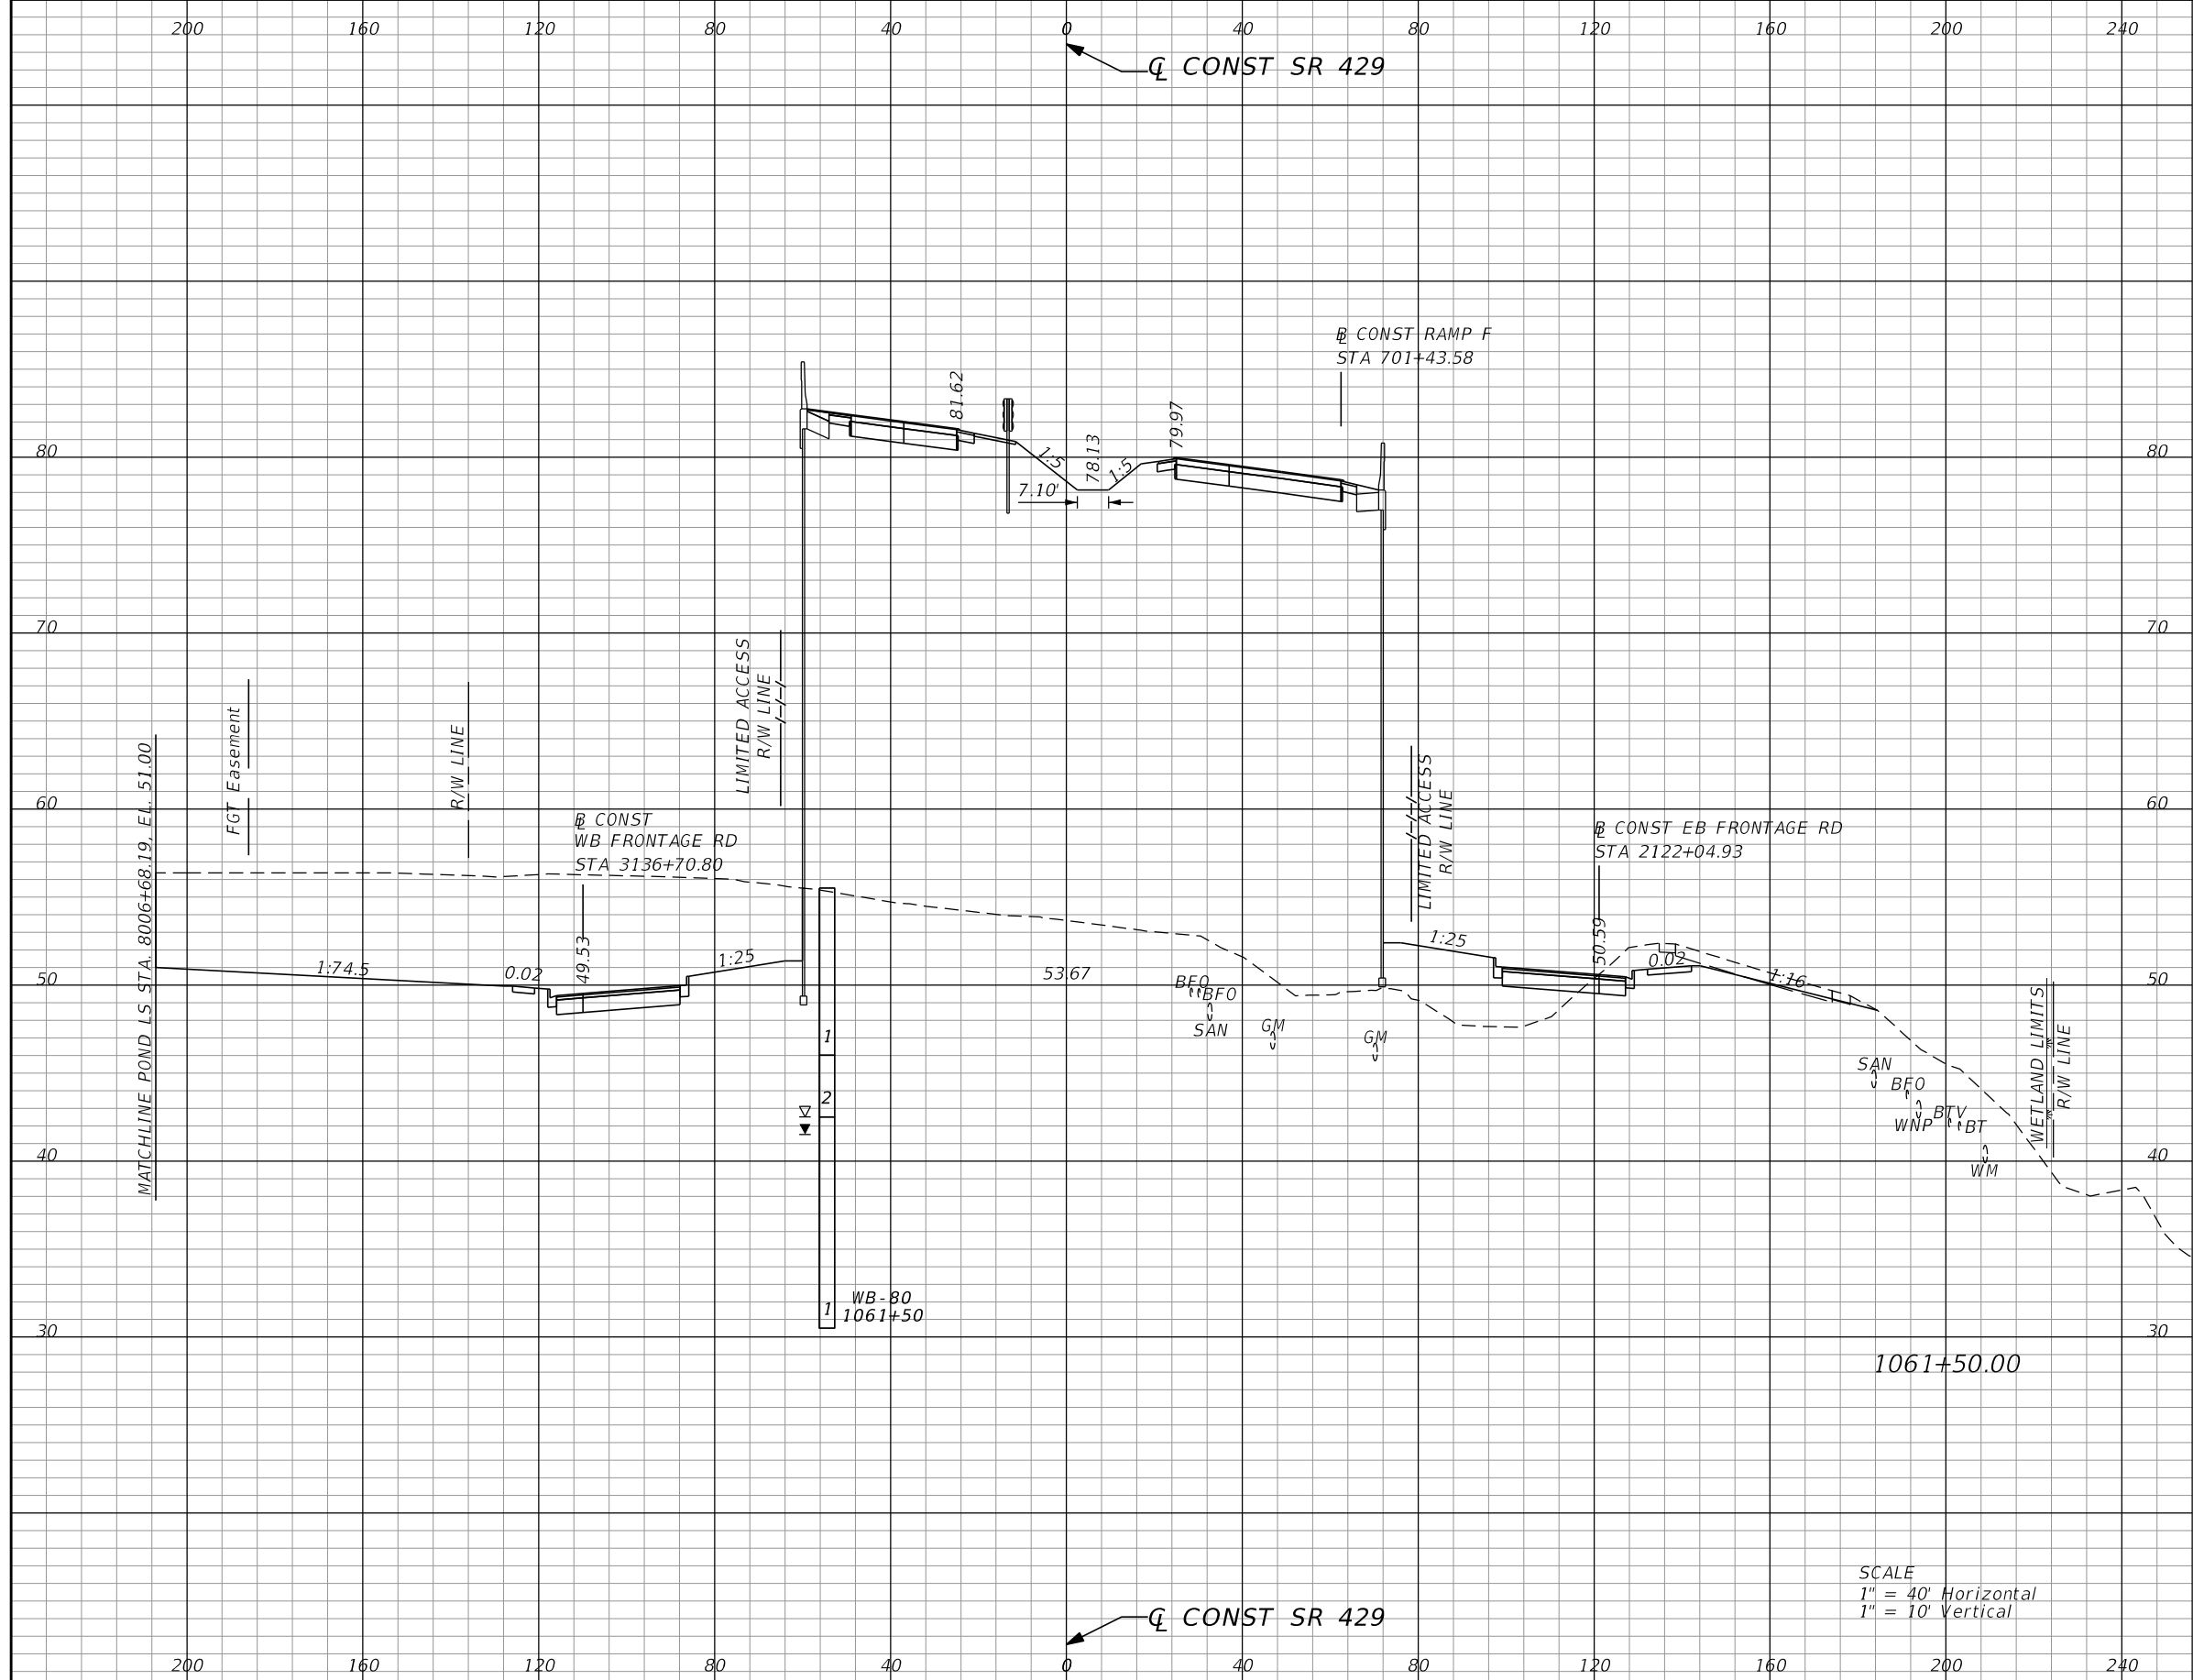 200 160 120 80 40 0 40 80 120 160 200 240
℄ CONST SR 429
B̲L CONST RAMP F
STA 701+43.58
81.62
79.97
78.13
1:5
1:5
7.10'
80 80
70 70
LIMITED ACCESS
R/W LINE
FGT Easement
R/W LINE
MATCHLINE POND LS STA. 8006+68.19, EL. 51.00
LIMITED ACCESS
R/W LINE
60 60
BL CONST
WB FRONTAGE RD
STA 3136+70.80
BL CONST EB FRONTAGE RD
STA 2122+04.93
49.53
50.59
1:74.5
0.02
1:25
1:25
0.02
1:16
50 50
53.67
BFO
BFO
SAN
GM
GM
1
2
1
SAN
BFO
WNP
BTV
BT
WM
WETLAND LIMITS
R/W LINE
40 40
WB-80
1061+50
30 30
1061+50.00
SCALE
1" = 40' Horizontal
1" = 10' Vertical
℄ CONST SR 429
200 160 120 80 40 0 40 80 120 160 200 240